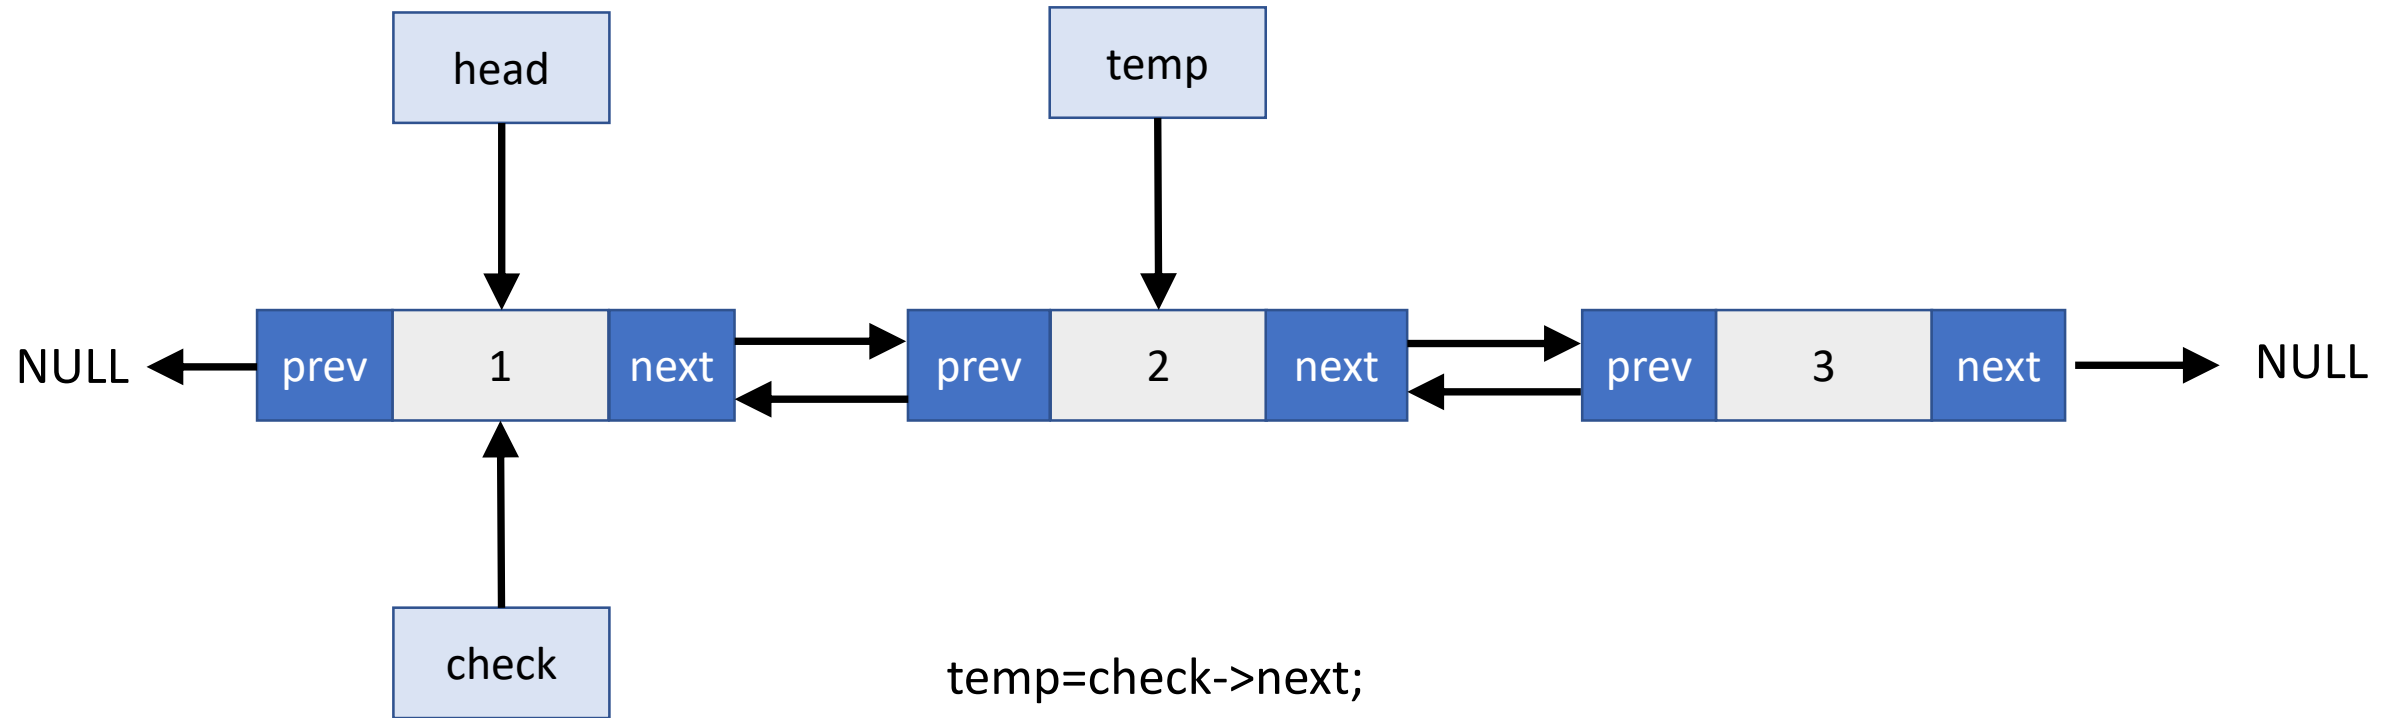 head
temp
NULL
prev
1
next
prev
2
next
prev
3
next
NULL
check
temp=check->next;